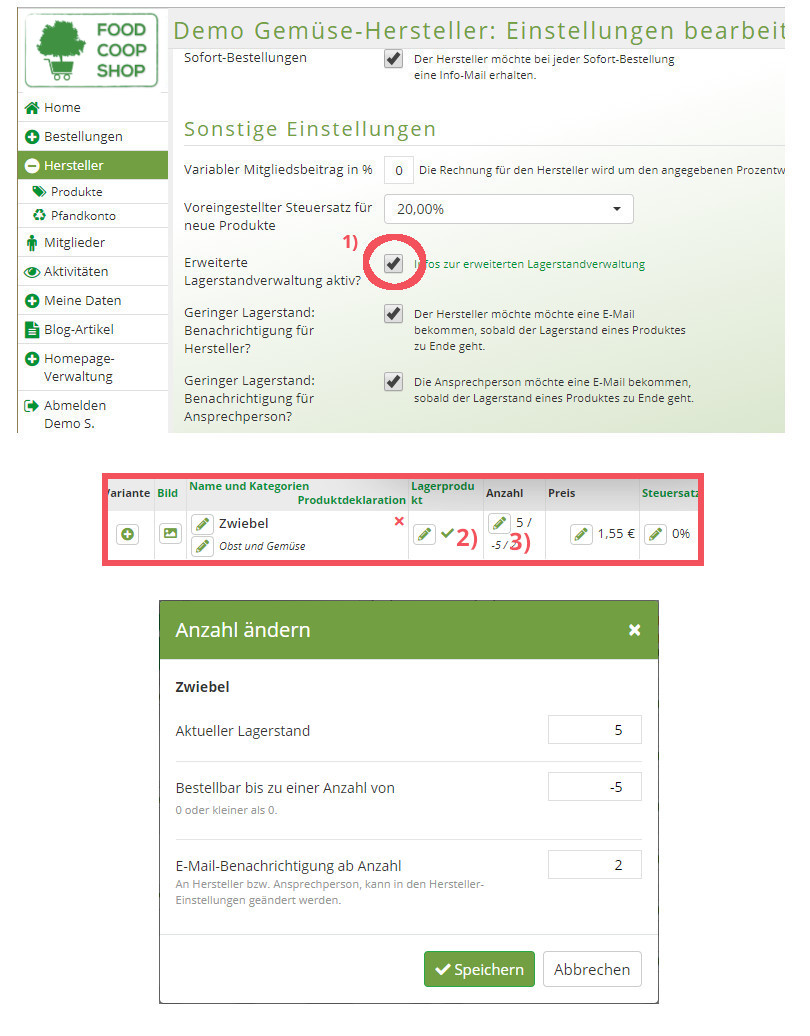 FOOD
COOP
SHOP
Demo Gemüse-Hersteller: Einstellungen bearbeit
Home
Bestellungen
Hersteller
Produkte
Pfandkonto
Mitglieder
Aktivitäten
Meine Daten
Blog-Artikel
Homepage-
Verwaltung
Abmelden
Demo S.
Sofort-Bestellungen
Der Hersteller möchte bei jeder Sofort-Bestellung
eine Info-Mail erhalten.
Sonstige Einstellungen
Variabler Mitgliedsbeitrag in %
0
Die Rechnung für den Hersteller wird um den angegebenen Prozentw
Voreingestellter Steuersatz für
neue Produkte
20,00%
1)
Erweiterte
Lagerstandverwaltung aktiv?
Infos zur erweiterten Lagerstandverwaltung
Geringer Lagerstand:
Benachrichtigung für
Hersteller?
Der Hersteller möchte möchte eine E-Mail
bekommen, sobald der Lagerstand eines Produktes
zu Ende geht.
Geringer Lagerstand:
Benachrichtigung für
Ansprechperson?
Die Ansprechperson möchte eine E-Mail bekommen,
sobald der Lagerstand eines Produktes zu Ende geht.
Variante
Bild
Name und Kategorien
Produktdeklaration
Lagerprodu
kt
Anzahl
Preis
Steuersatz
Zwiebel
Obst und Gemüse
2)
5 /
-5 /
3)
1,55 €
0%
Anzahl ändern
Zwiebel
Aktueller Lagerstand
5
Bestellbar bis zu einer Anzahl von
-5
0 oder kleiner als 0.
E-Mail-Benachrichtigung ab Anzahl
2
An Hersteller bzw. Ansprechperson, kann in den Hersteller-
Einstellungen geändert werden.
Speichern
Abbrechen